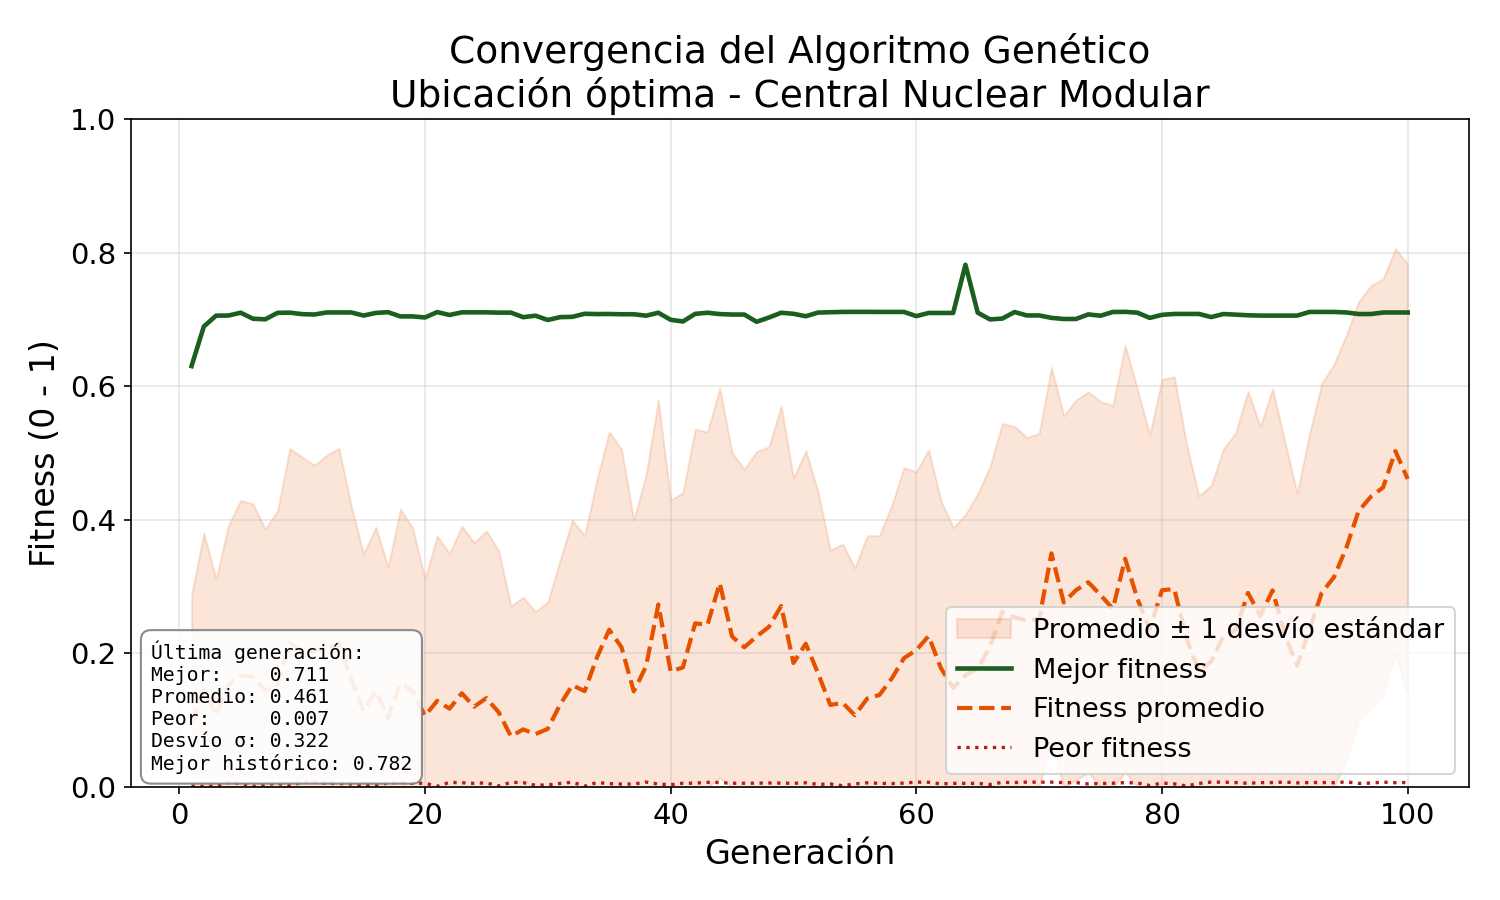 Convergencia del Algoritmo Genético
Ubicación óptima - Central Nuclear Modular
1.0
0.8
0.6
0.4
0.2
0.0
Fitness (0 - 1)
Última generación:
Mejor: 0.711
Promedio: 0.461
Peor: 0.007
Desvío σ: 0.322
Mejor histórico: 0.782
Promedio ± 1 desvío estándar
Mejor fitness
Fitness promedio
Peor fitness
0 20 40 60 80 100
Generación